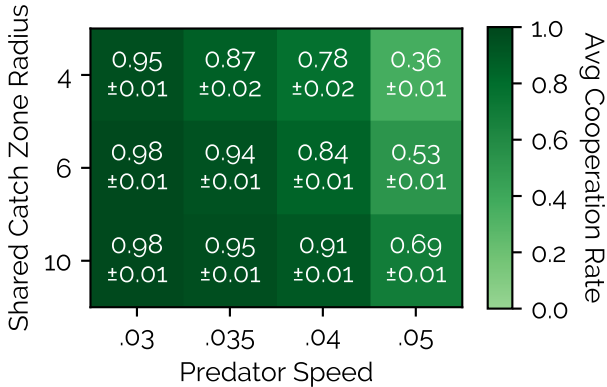 Shared Catch Zone Radius
4
6
10
0.95 0.87 0.78 0.36
±0.01 ±0.02 ±0.02 ±0.01
0.98 0.94 0.84 0.53
±0.01 ±0.01 ±0.01 ±0.01
0.98 0.95 0.91 0.69
±0.01 ±0.01 ±0.01 ±0.01
.03 .035 .04 .05
Predator Speed
1.0
0.8
0.6
0.4
0.2
0.0
Avg Cooperation Rate